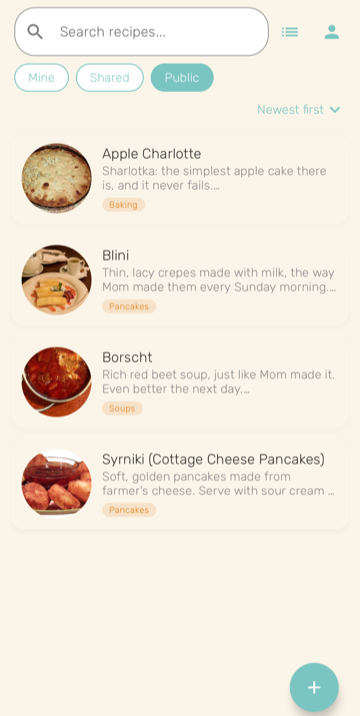 Search recipes...
Mine Shared Public
Newest first
Apple Charlotte
Sharlotka: the simplest apple cake there
is, and it never fails....
Baking
Blini
Thin, lacy crepes made with milk, the way
Mom made them every Sunday morning....
Pancakes
Borscht
Rich red beet soup, just like Mom made it.
Even better the next day....
Soups
Syrniki (Cottage Cheese Pancakes)
Soft, golden pancakes made from
farmer's cheese. Serve with sour cream ...
Pancakes